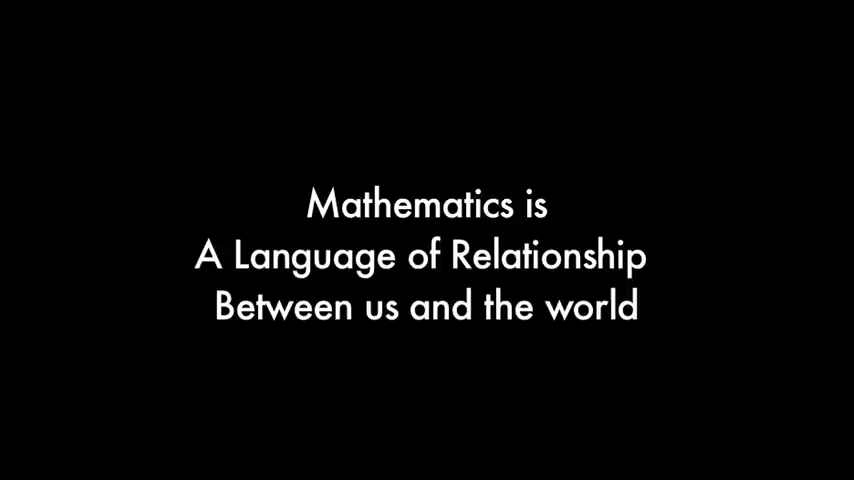 Mathematics is
A Language of Relationship
Between us and the world